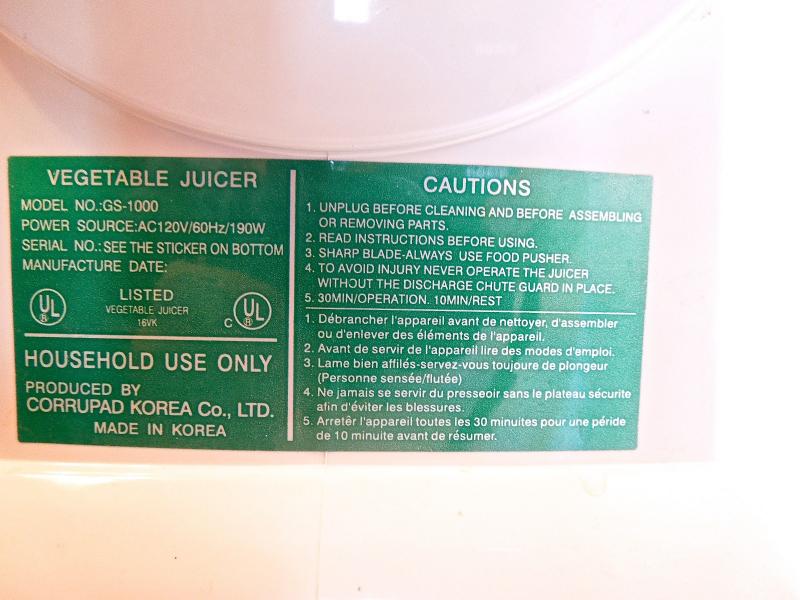 VEGETABLE JUICER
MODEL NO.:GS-1000
POWER SOURCE:AC120V/60Hz/190W
SERIAL NO.: SEE THE STICKER ON BOTTOM
MANUFACTURE DATE:
UL
LISTED
VEGETABLE JUICER
16VK
C UL
HOUSEHOLD USE ONLY
PRODUCED BY
CORRUPAD KOREA Co., LTD.
MADE IN KOREA
CAUTIONS
1. UNPLUG BEFORE CLEANING AND BEFORE ASSEMBLING
OR REMOVING PARTS.
2. READ INSTRUCTIONS BEFORE USING.
3. SHARP BLADE-ALWAYS USE FOOD PUSHER.
4. TO AVOID INJURY NEVER OPERATE THE JUICER
WITHOUT THE DISCHARGE CHUTE GUARD IN PLACE.
5. 30MIN/OPERATION. 10MIN/REST
1. Débrancher l'appareil avant de nettoyer, d'assembler
ou d'enlever des éléments de l'appareil.
2. Avant de servir de l'appareil lire des modes d'emploi.
3. Lame bien affilés-servez-vous toujoure de plongeur
(Personne sensée/flutée)
4. Ne jamais se servir du presseoir sans le plateau sécurite
afin d'éviter les blessures.
5. Arretêr l'appareil toutes les 30 minuites pour une péride
de 10 minuite avant de résumer.